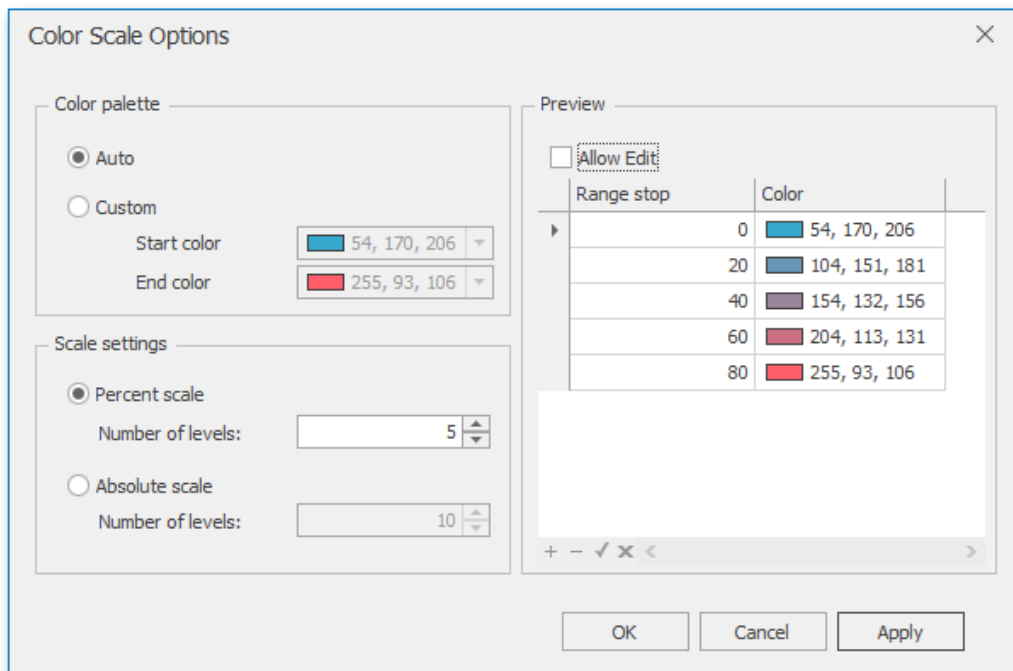 Color Scale Options
Color palette
Auto
Custom
Start color 54, 170, 206
End color 255, 93, 106
Scale settings
Percent scale
Number of levels: 5
Absolute scale
Number of levels: 10
Preview
Allow Edit
Range stop Color
0 54, 170, 206
20 104, 151, 181
40 154, 132, 156
60 204, 113, 131
80 255, 93, 106
OK Cancel Apply